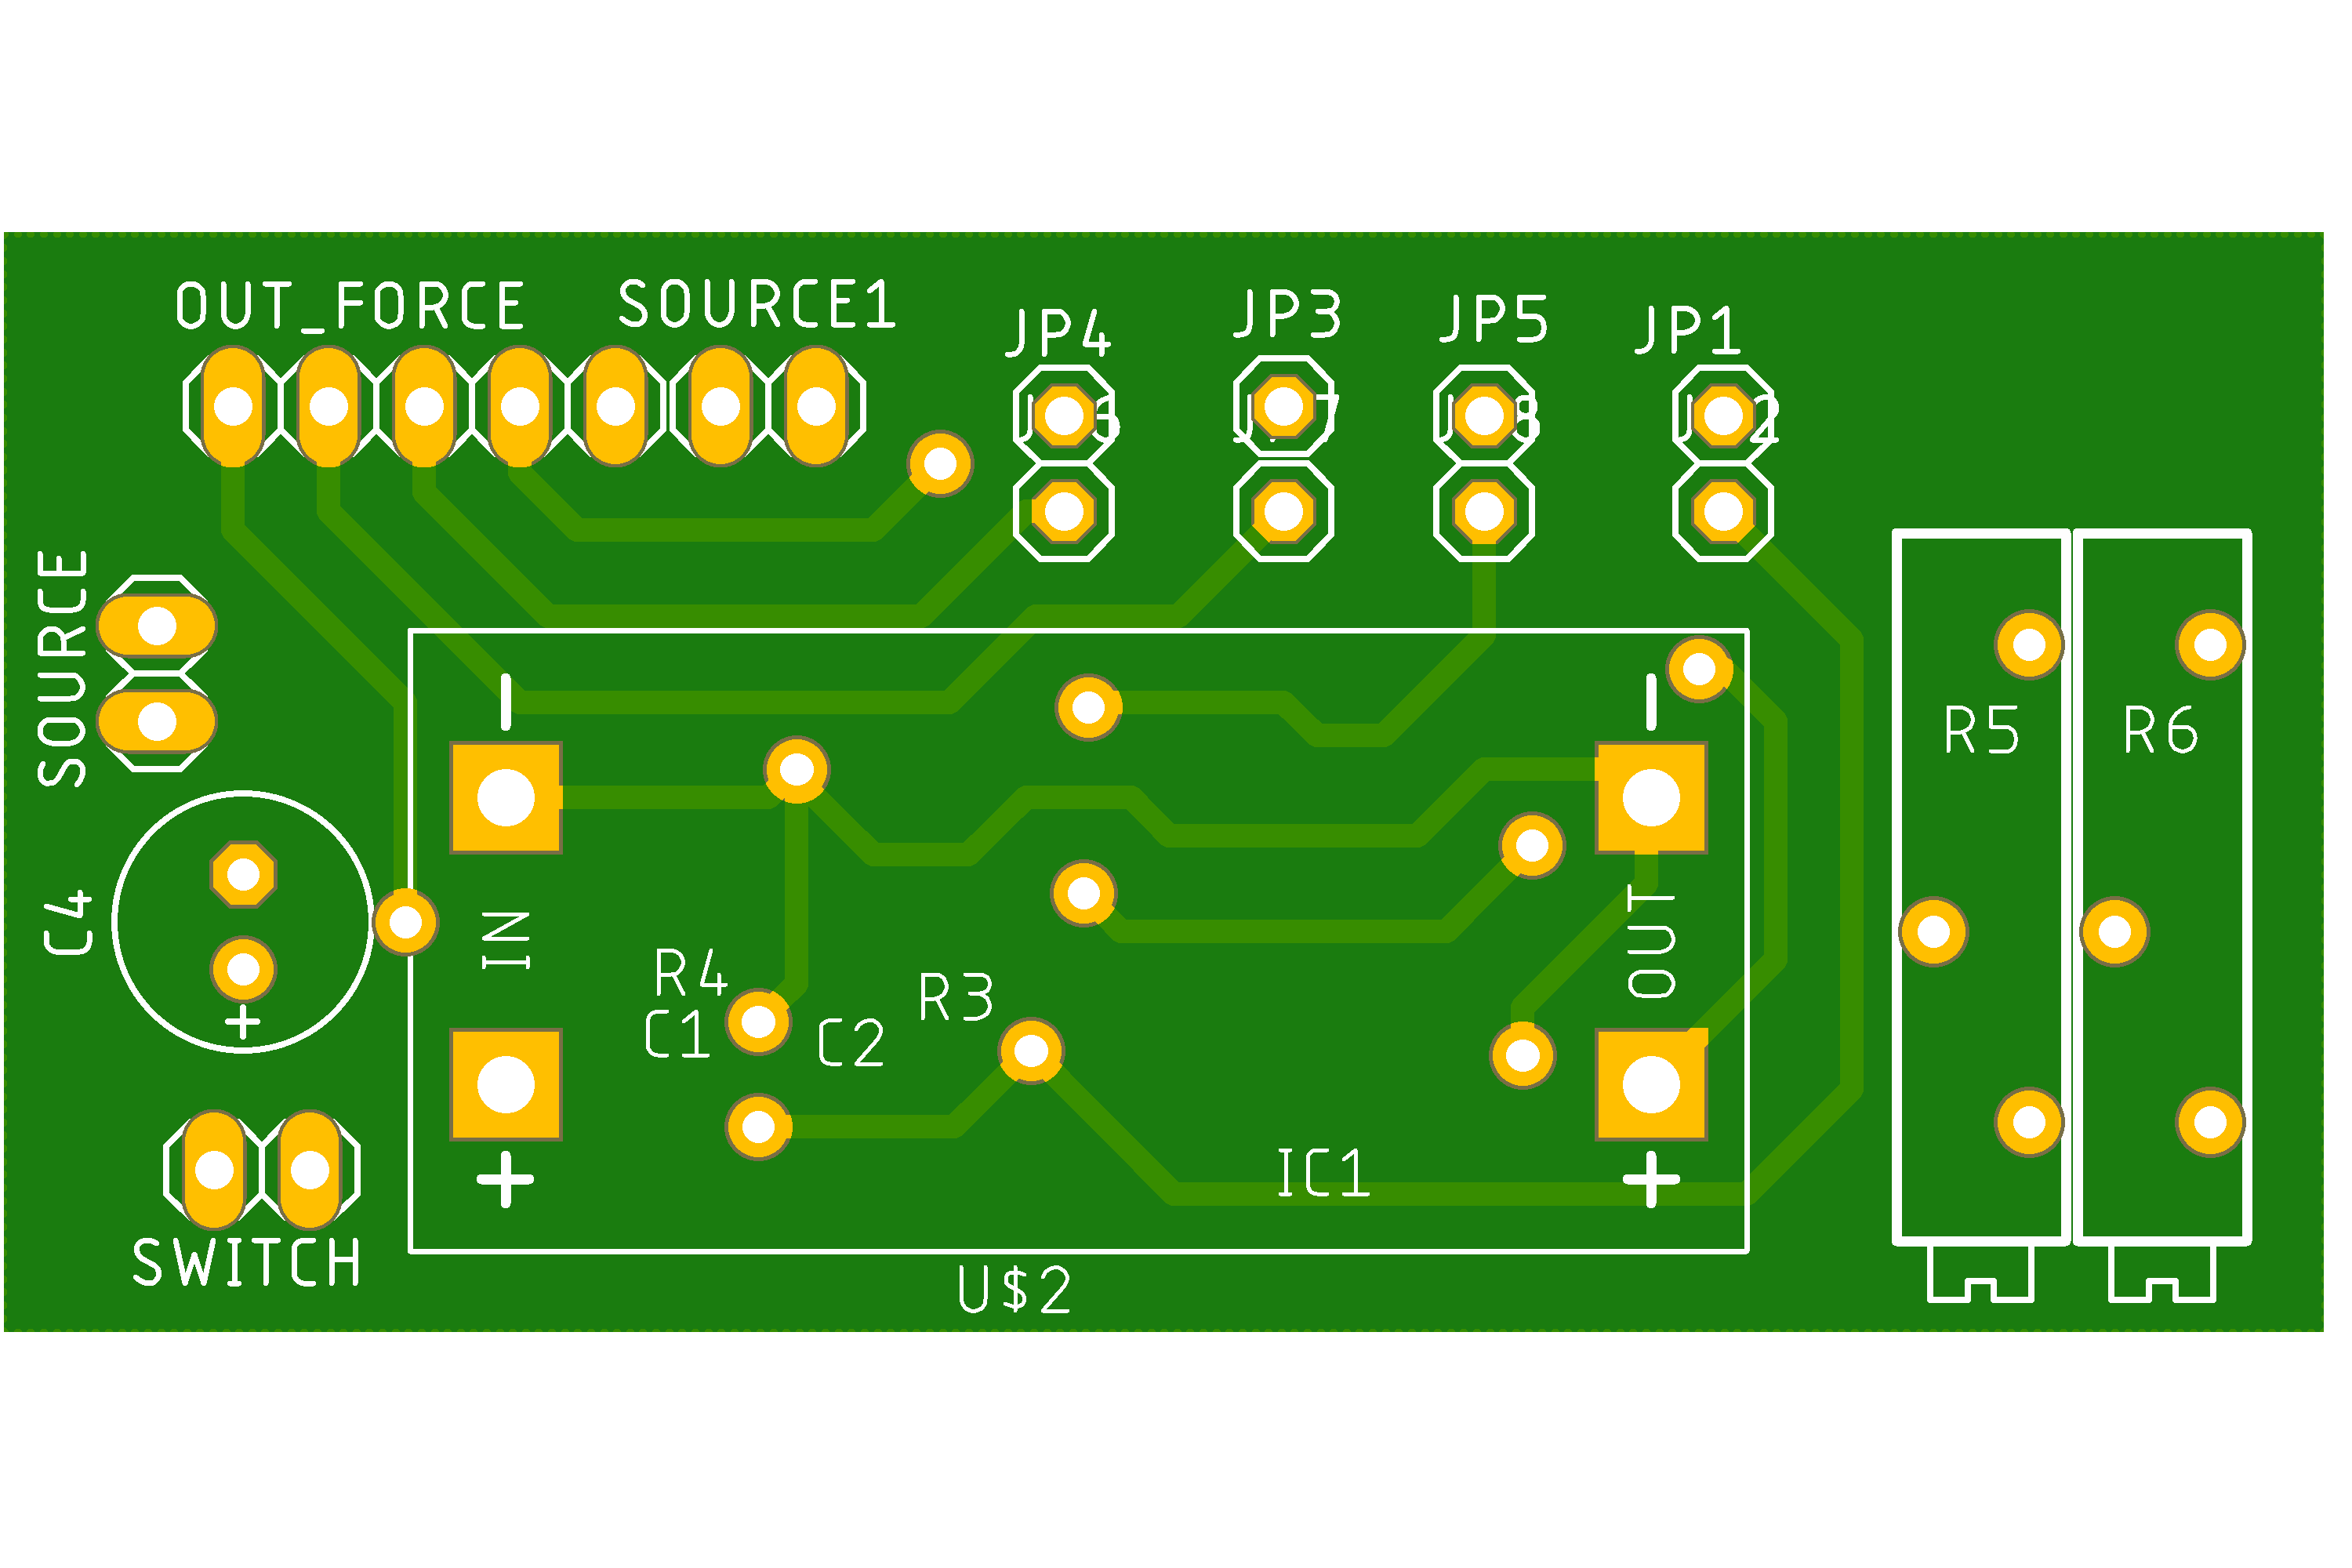 OUT_FORCE
SOURCE1
JP4
JP3
JP5
JP1
SOURCE
R5
R6
C4
IN
OUT
R4
R3
C1
C2
+
IC1
-
-
+
+
SWITCH
U$2